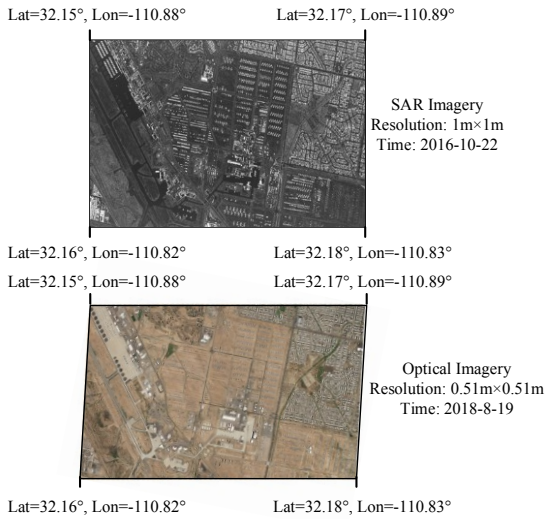 Lat=32.15°, Lon=-110.88°
Lat=32.17°, Lon=-110.89°
SAR Imagery
Resolution: 1m×1m
Time: 2016-10-22
Lat=32.16°, Lon=-110.82°
Lat=32.18°, Lon=-110.83°
Lat=32.15°, Lon=-110.88°
Lat=32.17°, Lon=-110.89°
Optical Imagery
Resolution: 0.51m×0.51m
Time: 2018-8-19
Lat=32.16°, Lon=-110.82°
Lat=32.18°, Lon=-110.83°